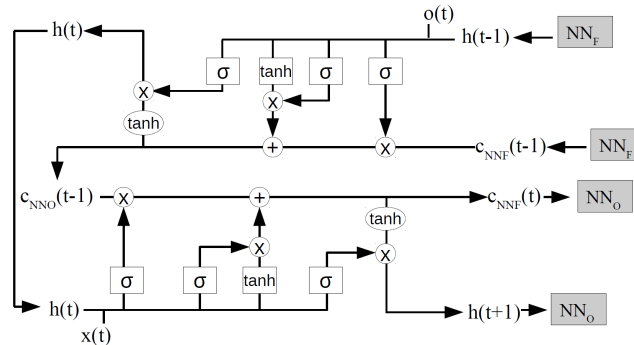 o(t)
h(t) h(t-1) NN_F
σ tanh σ σ
x x
tanh
+ x c_NNF(t-1) NN_F
c_NNO(t-1) x + c_NNF(t) NN_O
tanh
x x
σ σ tanh σ
h(t) h(t+1) NN_O
x(t)